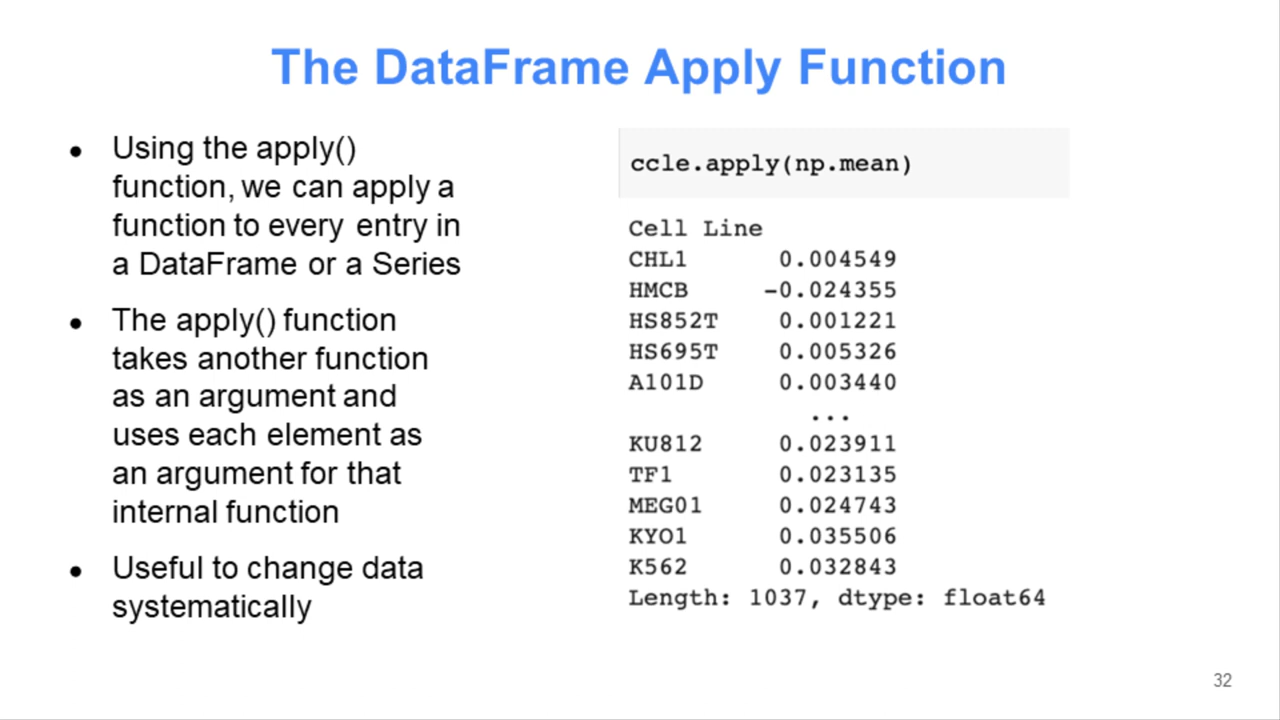 The DataFrame Apply Function
● Using the apply()
function, we can apply a
function to every entry in
a DataFrame or a Series
● The apply() function
takes another function
as an argument and
uses each element as
an argument for that
internal function
● Useful to change data
systematically
ccle.apply(np.mean)
Cell Line
CHL1 0.004549
HMCB -0.024355
HS852T 0.001221
HS695T 0.005326
A101D 0.003440
...
KU812 0.023911
TF1 0.023135
MEG01 0.024743
KYO1 0.035506
K562 0.032843
Length: 1037, dtype: float64
32